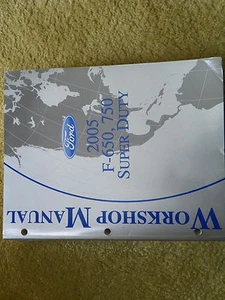 Ford
2005
F-650, 750
SUPER DUTY
WORKSHOP MANUAL